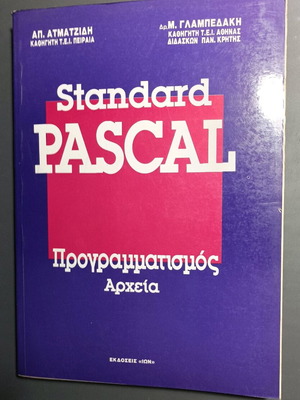 ΑΠ. ΑΤΜΑΤΖΙΔΗ
ΚΑΘΗΓΗΤΗ Τ.Ε.Ι. ΠΕΙΡΑΙΑ
Δρ.Μ. ΓΛΑΜΠΕΔΑΚΗ
ΚΑΘΗΓΗΤΗ Τ.Ε.Ι. ΑΘΗΝΑΣ
ΔΙΔΑΣΚΩΝ ΠΑΝ. ΚΡΗΤΗΣ
Standard
PASCAL
Προγραμματισμός
Αρχεία
ΕΚΔΟΣΕΙΣ «ΙΩΝ»